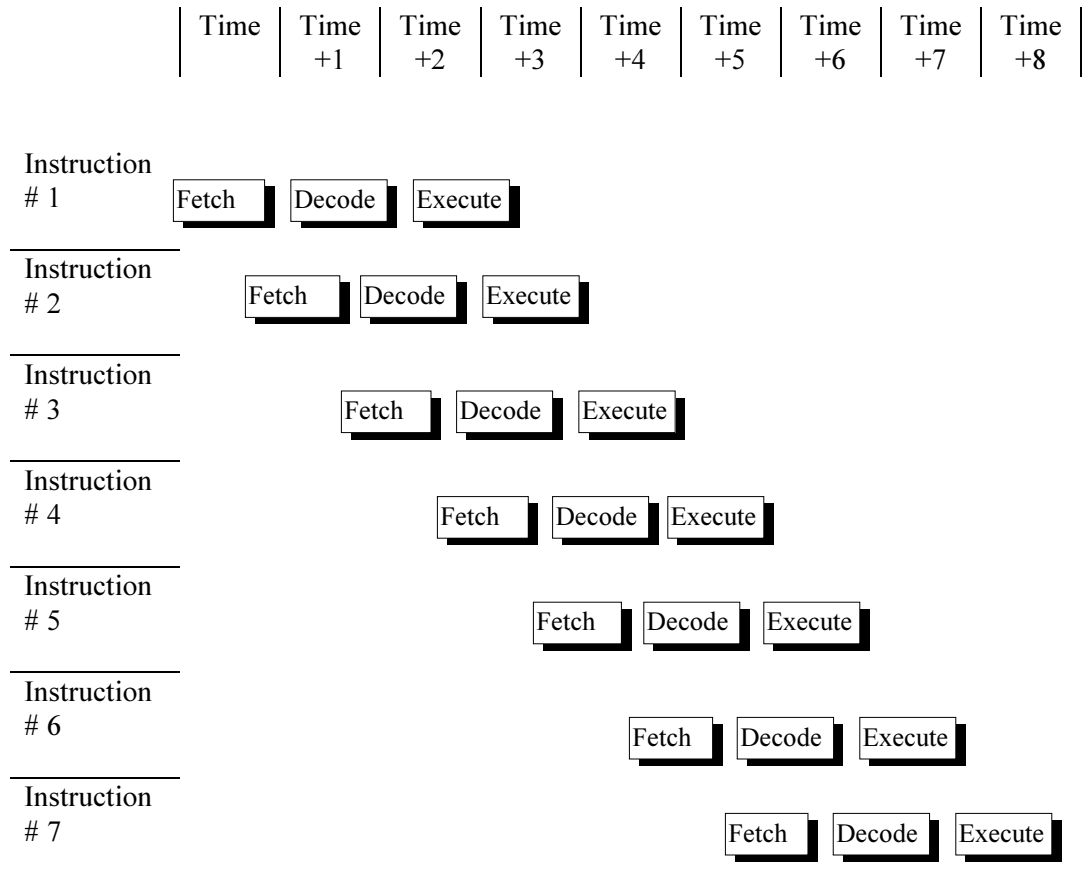 Time Time Time Time Time Time Time Time Time
+1 +2 +3 +4 +5 +6 +7 +8
Instruction
# 1
Fetch Decode Execute
Instruction
# 2
Fetch Decode Execute
Instruction
# 3
Fetch Decode Execute
Instruction
# 4
Fetch Decode Execute
Instruction
# 5
Fetch Decode Execute
Instruction
# 6
Fetch Decode Execute
Instruction
# 7
Fetch Decode Execute